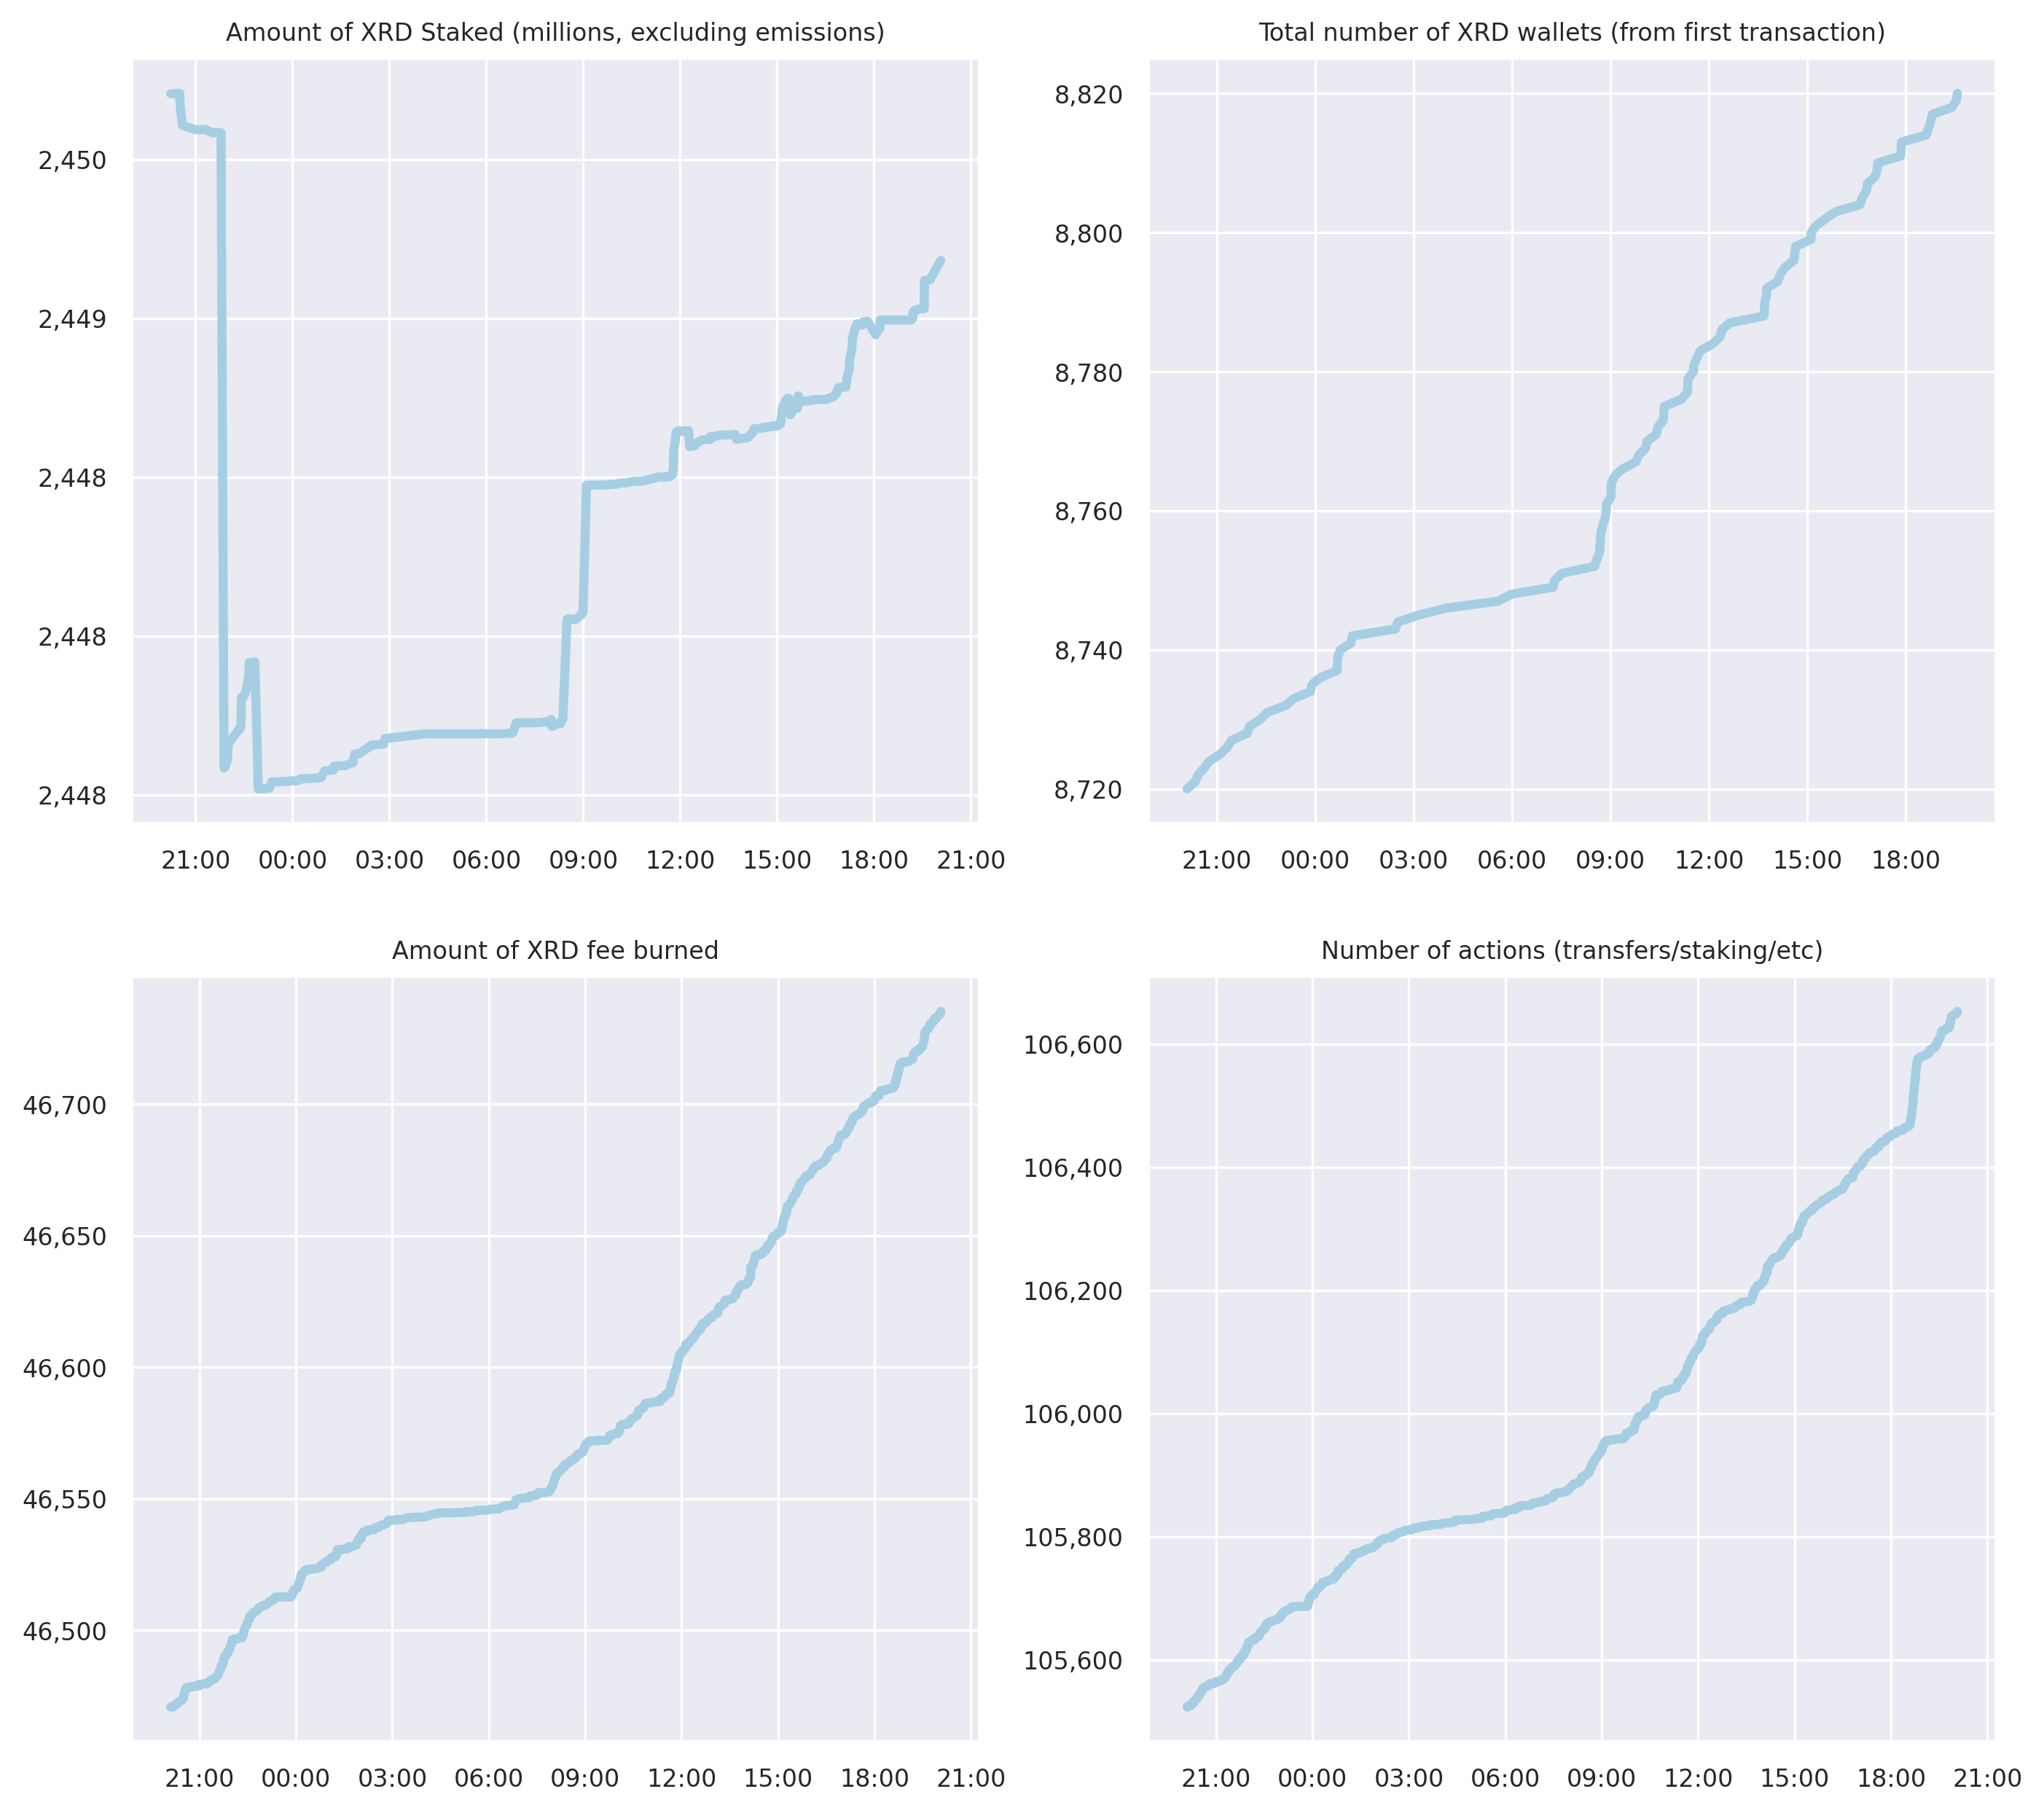 Amount of XRD Staked (millions, excluding emissions)
2,450
2,449
2,448
2,448
2,448
21:00 00:00 03:00 06:00 09:00 12:00 15:00 18:00 21:00
Total number of XRD wallets (from first transaction)
8,820
8,800
8,780
8,760
8,740
8,720
21:00 00:00 03:00 06:00 09:00 12:00 15:00 18:00
Amount of XRD fee burned
46,700
46,650
46,600
46,550
46,500
21:00 00:00 03:00 06:00 09:00 12:00 15:00 18:00 21:00
Number of actions (transfers/staking/etc)
106,600
106,400
106,200
106,000
105,800
105,600
21:00 00:00 03:00 06:00 09:00 12:00 15:00 18:00 21:00